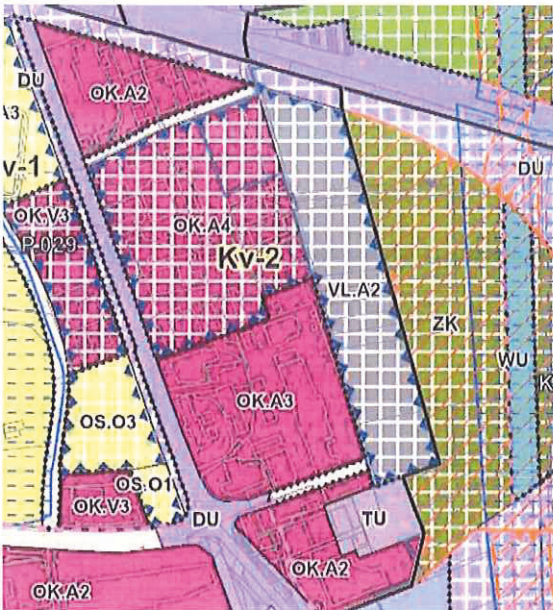 DU
OK.A2
A3
DU
v-1
OK.V3
P.029
OK.A4
Kv-2
VL.A2
ZK
WU
K
OK.A3
OS.O3
OS.O1
OK.V3
DU
TU
OK.A2
OK.A2